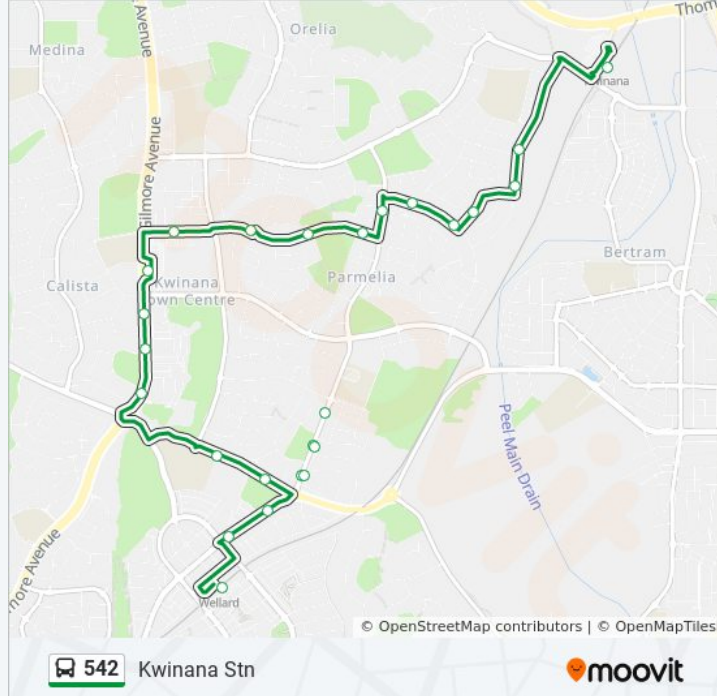 Thom
Orelia
Medina
Avenue
Gilmore Avenue
Kwinana
Bertram
Parmelia
Calista
Kwinana
Town Centre
Peel Main Drain
more Avenue
Wellard
© OpenStreetMap contributors | © OpenMapTiles
542 Kwinana Stn
moovit